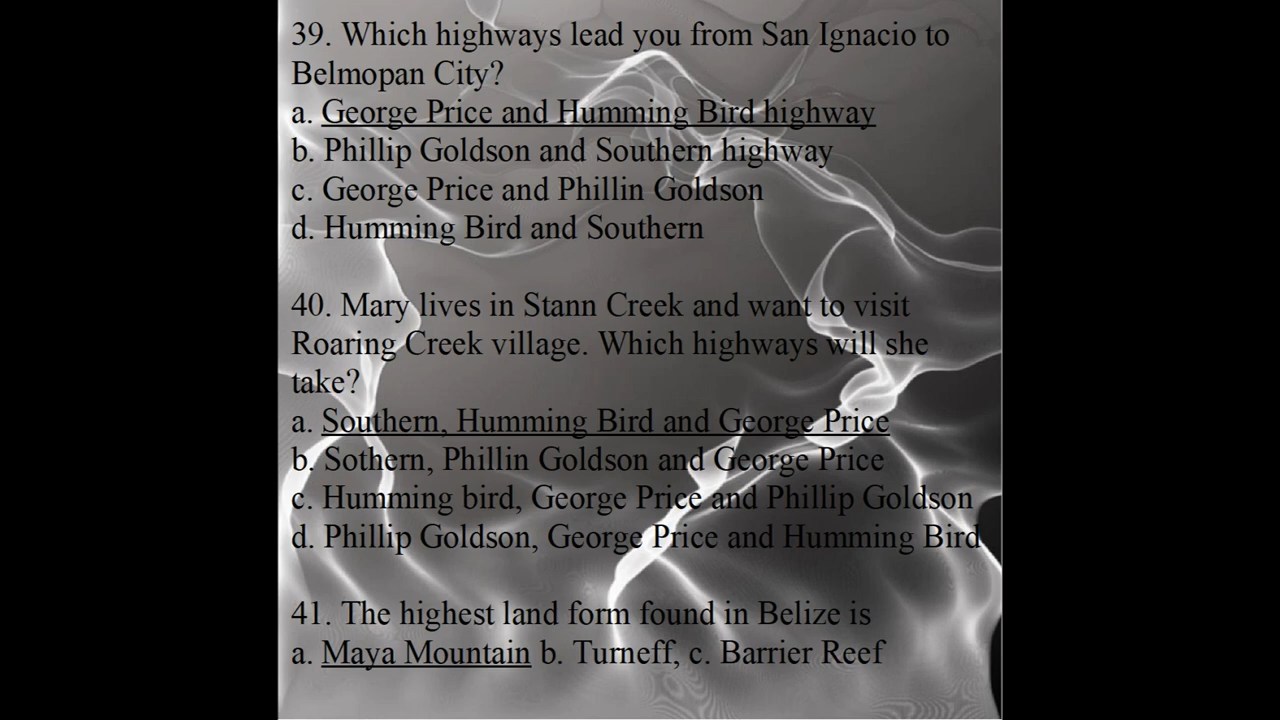 39. Which highways lead you from San Ignacio to
Belmopan City?
a. George Price and Humming Bird highway
b. Phillip Goldson and Southern highway
c. George Price and Phillin Goldson
d. Humming Bird and Southern
40. Mary lives in Stann Creek and want to visit
Roaring Creek village. Which highways will she
take?
a. Southern, Humming Bird and George Price
b. Sothern, Phillin Goldson and George Price
c. Humming bird, George Price and Phillip Goldson
d. Phillip Goldson, George Price and Humming Bird
41. The highest land form found in Belize is
a. Maya Mountain b. Turneff, c. Barrier Reef